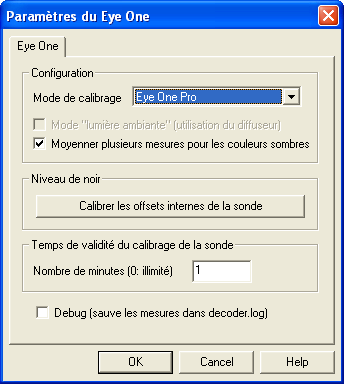 Paramètres du Eye One
Eye One
Configuration
Mode de calibrage Eye One Pro
Mode "lumière ambiante" (utilisation du diffuseur)
Moyenner plusieurs mesures pour les couleurs sombres
Niveau de noir
Calibrer les offsets internes de la sonde
Temps de validité du calibrage de la sonde
Nombre de minutes (0: illimité) 1
Debug (sauve les mesures dans decoder.log)
OK Cancel Help